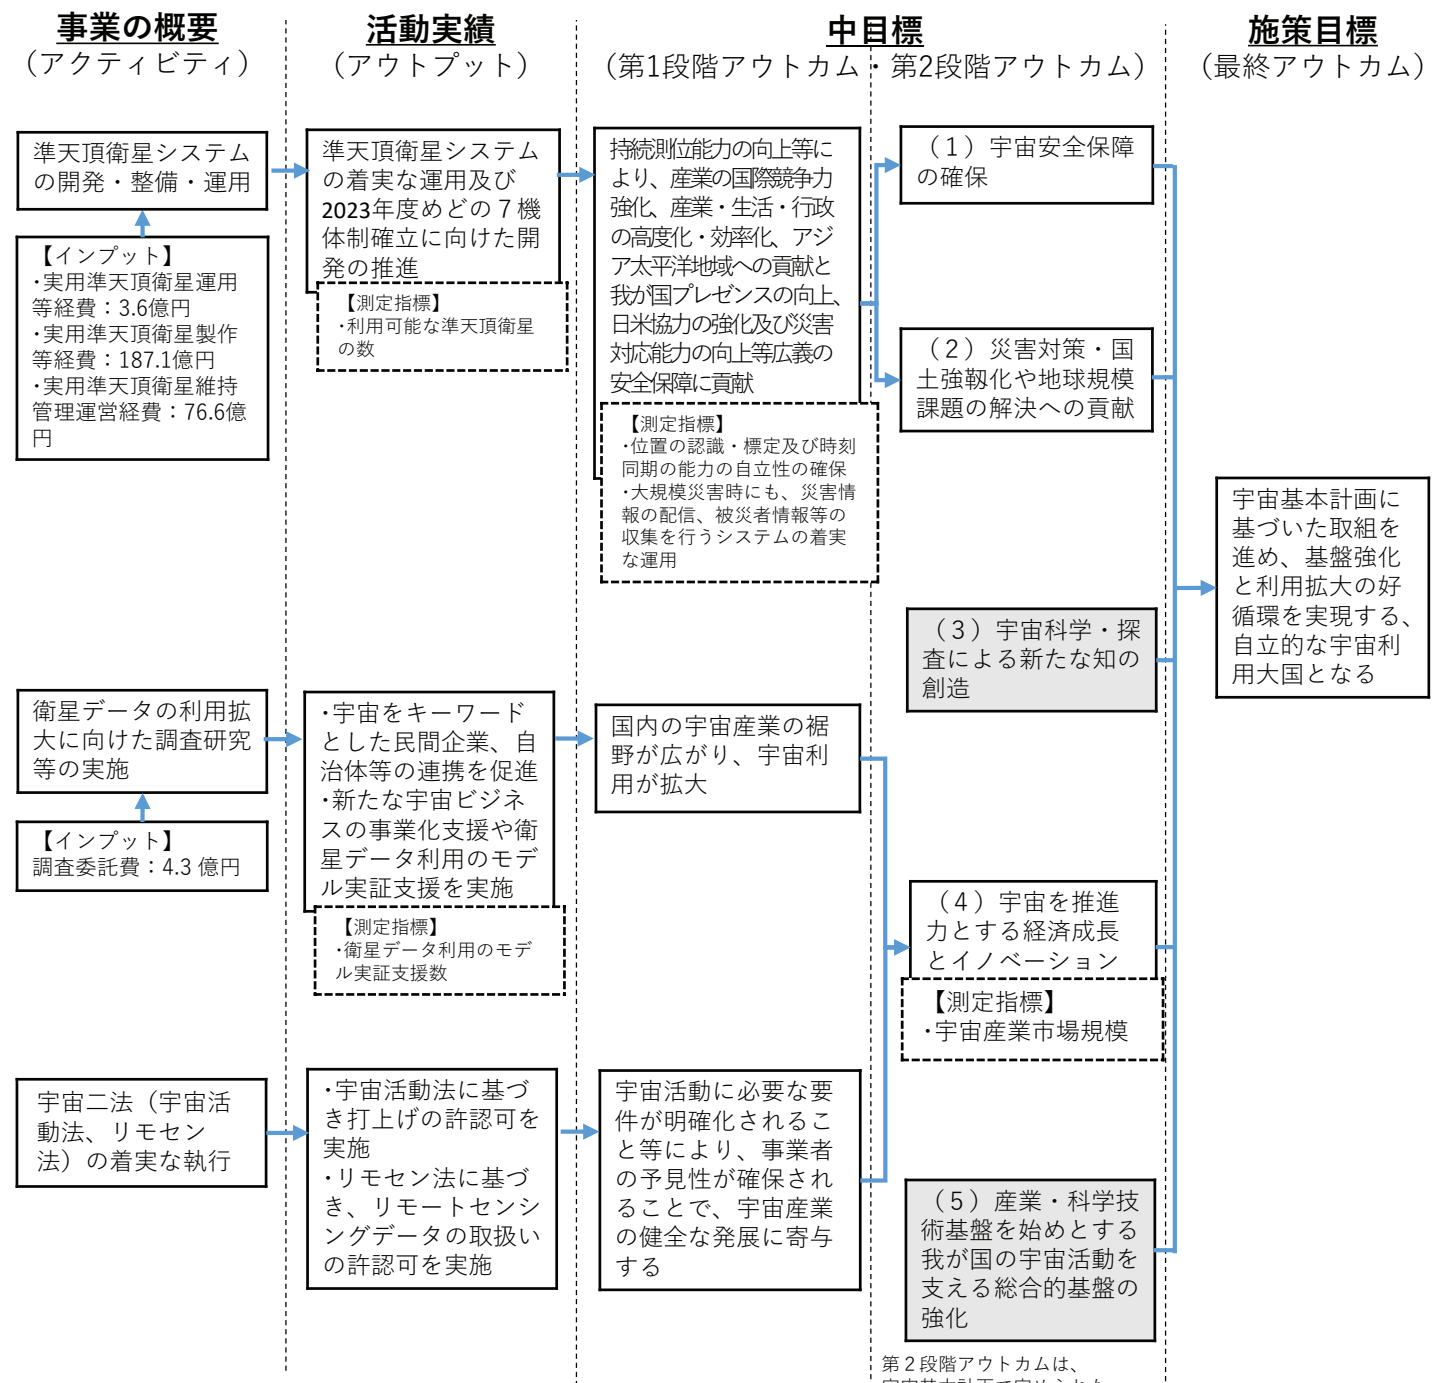 事業の概要
(アクティビティ)
活動実績
(アウトプット)
中目標
(第1段階アウトカム・第2段階アウトカム)
施策目標
(最終アウトカム)
準天頂衛星システム
の開発・整備・運用
【インプット】
・実用準天頂衛星運用
等経費：3.6億円
・実用準天頂衛星製作
等経費：187.1億円
・実用準天頂衛星維持
管理運営経費：76.6億
円
準天頂衛星システム
の着実な運用及び
2023年度めどの７機
体制確立に向けた開
発の推進
【測定指標】
・利用可能な準天頂衛星
の数
持続測位能力の向上等に
より、産業の国際競争力
強化、産業・生活・行政
の高度化・効率化、アジ
ア太平洋地域への貢献と
我が国プレゼンスの向上、
日米協力の強化及び災害
対応能力の向上等広義の
安全保障に貢献
【測定指標】
・位置の認識・標定及び時刻
同期の能力の自立性の確保
・大規模災害時にも、災害情
報の配信、被災者情報等の
収集を行うシステムの着実
な運用
（１）宇宙安全保障
の確保
（２）災害対策・国
土強靱化や地球規模
課題の解決への貢献
（３）宇宙科学・探
査による新たな知の
創造
宇宙基本計画に
基づいた取組を
進め、基盤強化
と利用拡大の好
循環を実現する、
自立的な宇宙利
用大国となる
衛星データの利用拡
大に向けた調査研究
等の実施
【インプット】
調査委託費：4.3 億円
・宇宙をキーワード
とした民間企業、自
治体等の連携を促進
・新たな宇宙ビジネ
スの事業化支援や衛
星データ利用のモデ
ル実証支援を実施
【測定指標】
・衛星データ利用のモデ
ル実証支援数
国内の宇宙産業の裾
野が広がり、宇宙利
用が拡大
（４）宇宙を推進
力とする経済成長
とイノベーション
【測定指標】
・宇宙産業市場規模
宇宙二法（宇宙活
動法、リモセン
法）の着実な執行
・宇宙活動法に基づ
き打上げの許認可を
実施
・リモセン法に基づ
き、リモートセンシ
ングデータの取扱い
の許認可を実施
宇宙活動に必要な要
件が明確化されるこ
と等により、事業者
の予見性が確保され
ることで、宇宙産業
の健全な発展に寄与
する
（５）産業・科学技
術基盤を始めとする
我が国の宇宙活動を
支える総合的基盤の
強化
第２段階アウトカムは、